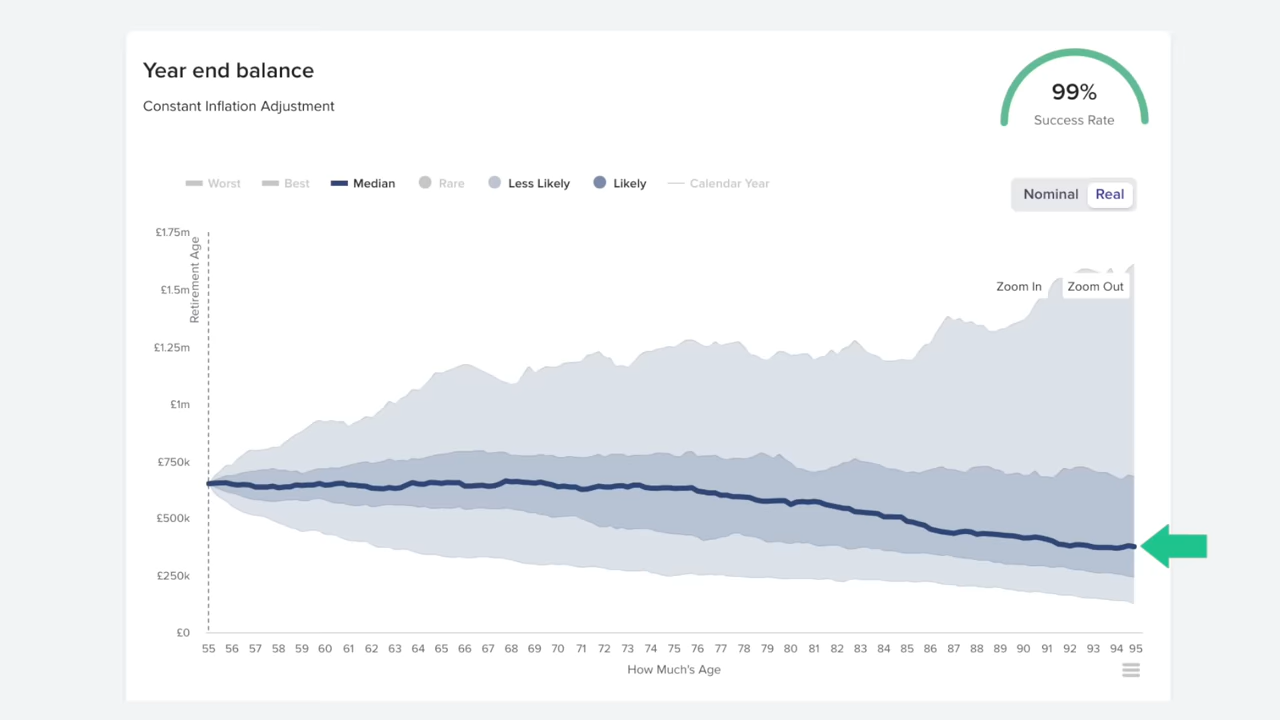 Year end balance
Constant Inflation Adjustment
99%
Success Rate
Worst Best Median Rare Less Likely Likely Calendar Year
Nominal Real
Zoom In Zoom Out
Retirement Age
£1.75m
£1.5m
£1.25m
£1m
£750k
£500k
£250k
£0
55 56 57 58 59 60 61 62 63 64 65 66 67 68 69 70 71 72 73 74 75 76 77 78 79 80 81 82 83 84 85 86 87 88 89 90 91 92 93 94 95
How Much's Age